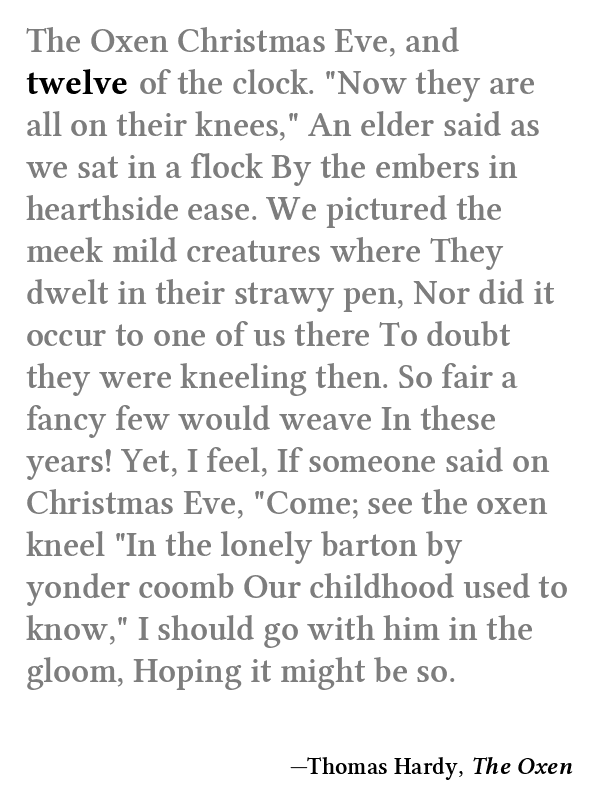 The Oxen Christmas Eve, and
twelve of the clock. "Now they are
all on their knees," An elder said as
we sat in a flock By the embers in
hearthside ease. We pictured the
meek mild creatures where They
dwelt in their strawy pen, Nor did it
occur to one of us there To doubt
they were kneeling then. So fair a
fancy few would weave In these
years! Yet, I feel, If someone said on
Christmas Eve, "Come; see the oxen
kneel "In the lonely barton by
yonder coomb Our childhood used to
know," I should go with him in the
gloom, Hoping it might be so.
—Thomas Hardy, The Oxen